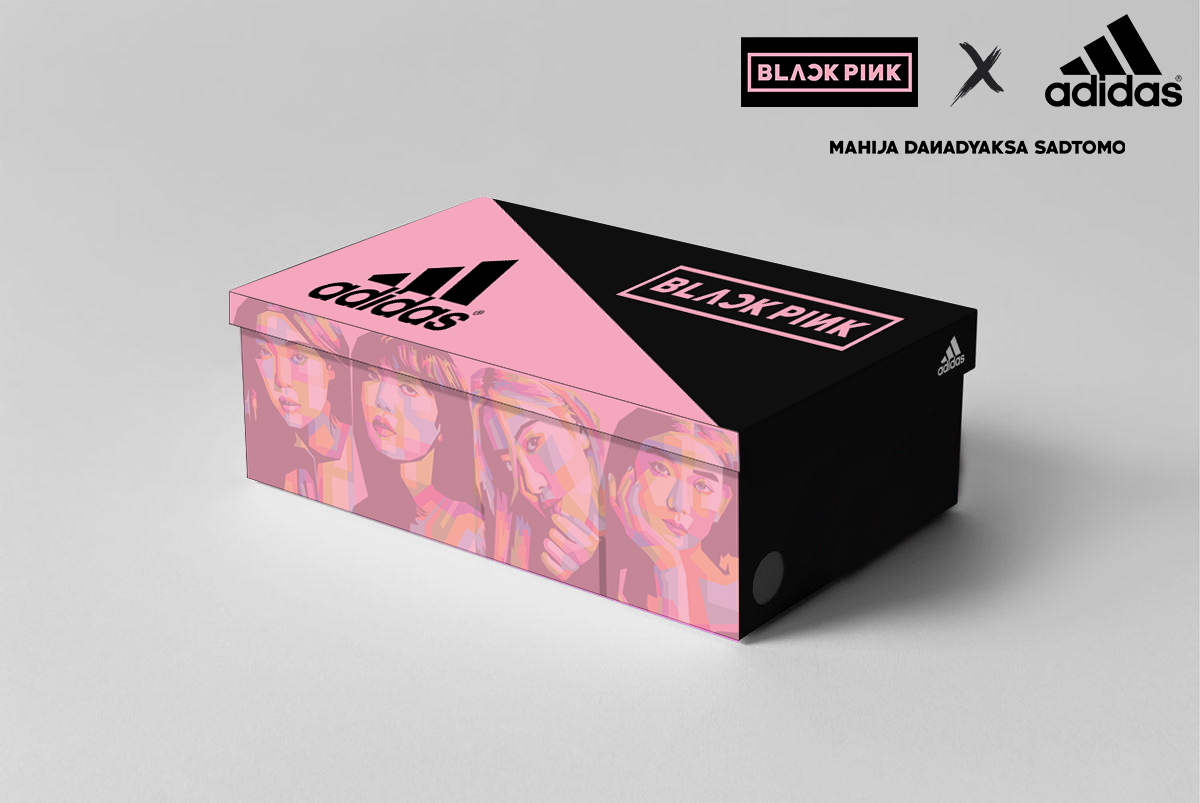 BLACKPINK X adidas®
MAHIJA DANADYAKSA SADTOMO
adidas®
BLACKPINK
adidas